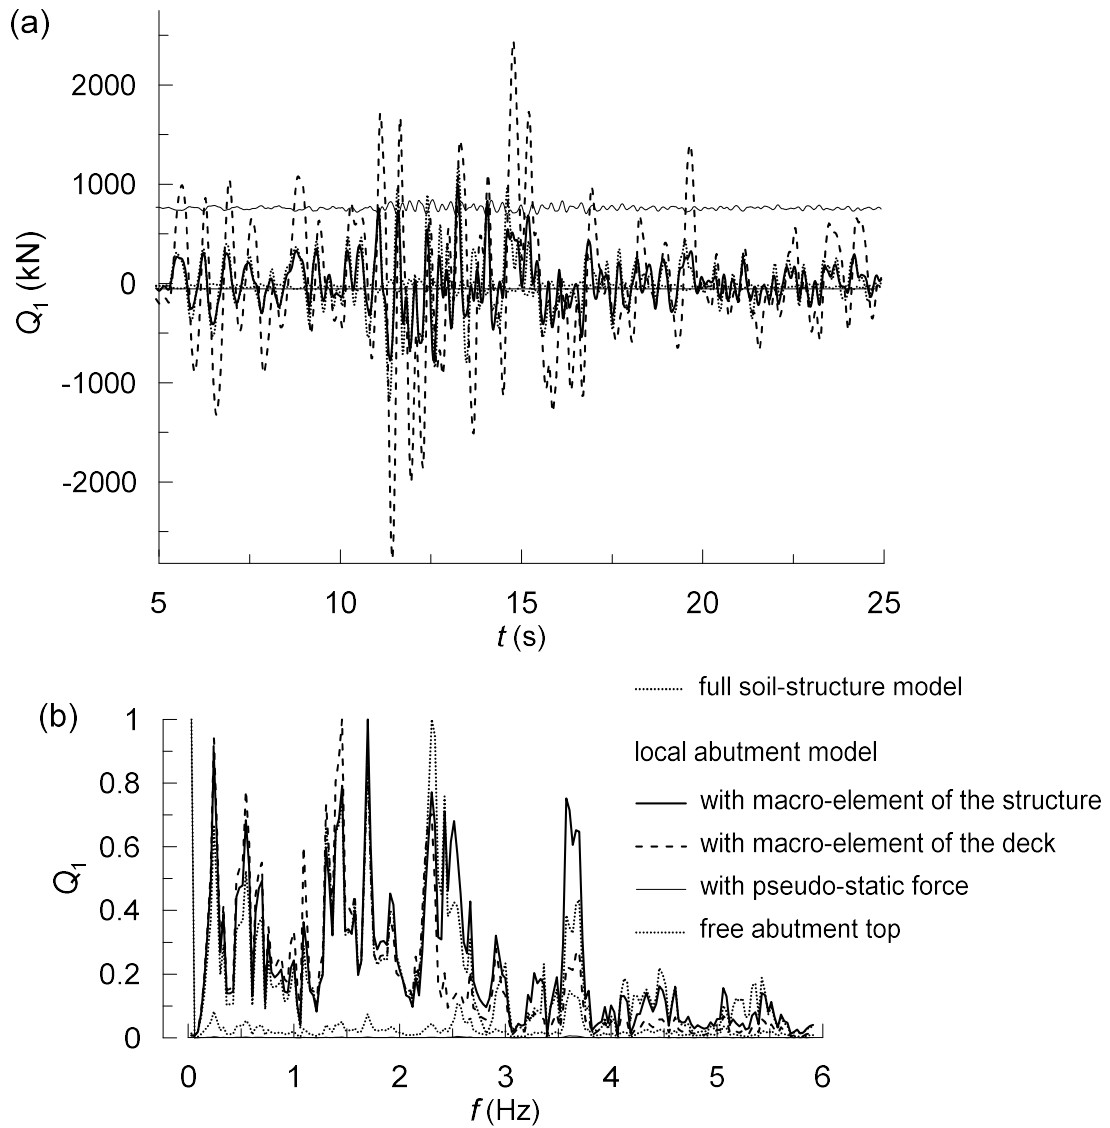 (a)
Q1 (kN)
2000
1000
0
-1000
-2000
5 10 15 20 25
t (s)
full soil-structure model
(b)
local abutment model
with macro-element of the structure
with macro-element of the deck
with pseudo-static force
free abutment top
Q1
1
0.8
0.6
0.4
0.2
0
0 1 2 3 4 5 6
f (Hz)